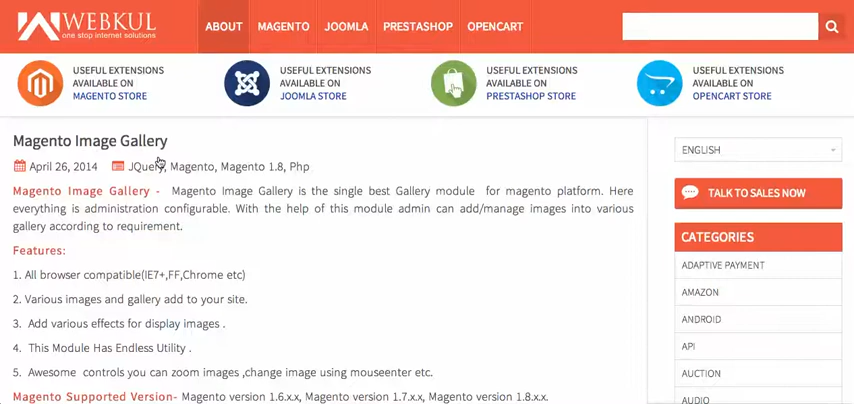 WEBKUL
one stop internet solutions
ABOUT MAGENTO JOOMLA PRESTASHOP OPENCART
USEFUL EXTENSIONS
AVAILABLE ON
MAGENTO STORE
USEFUL EXTENSIONS
AVAILABLE ON
JOOMLA STORE
USEFUL EXTENSIONS
AVAILABLE ON
PRESTASHOP STORE
USEFUL EXTENSIONS
AVAILABLE ON
OPENCART STORE
Magento Image Gallery
April 26, 2014 JQuery, Magento, Magento 1.8, Php
Magento Image Gallery - Magento Image Gallery is the single best Gallery module for magento platform. Here
everything is administration configurable. With the help of this module admin can add/manage images into various
gallery according to requirement.
Features:
1. All browser compatible(IE7+,FF,Chrome etc)
2. Various images and gallery add to your site.
3. Add various effects for display images .
4. This Module Has Endless Utility .
5. Awesome controls you can zoom images ,change image using mouseenter etc.
Magento Supported Version- Magento version 1.6.x.x, Magento version 1.7.x.x, Magento version 1.8.x.x.
ENGLISH
TALK TO SALES NOW
CATEGORIES
ADAPTIVE PAYMENT
AMAZON
ANDROID
API
AUCTION
AUDIO